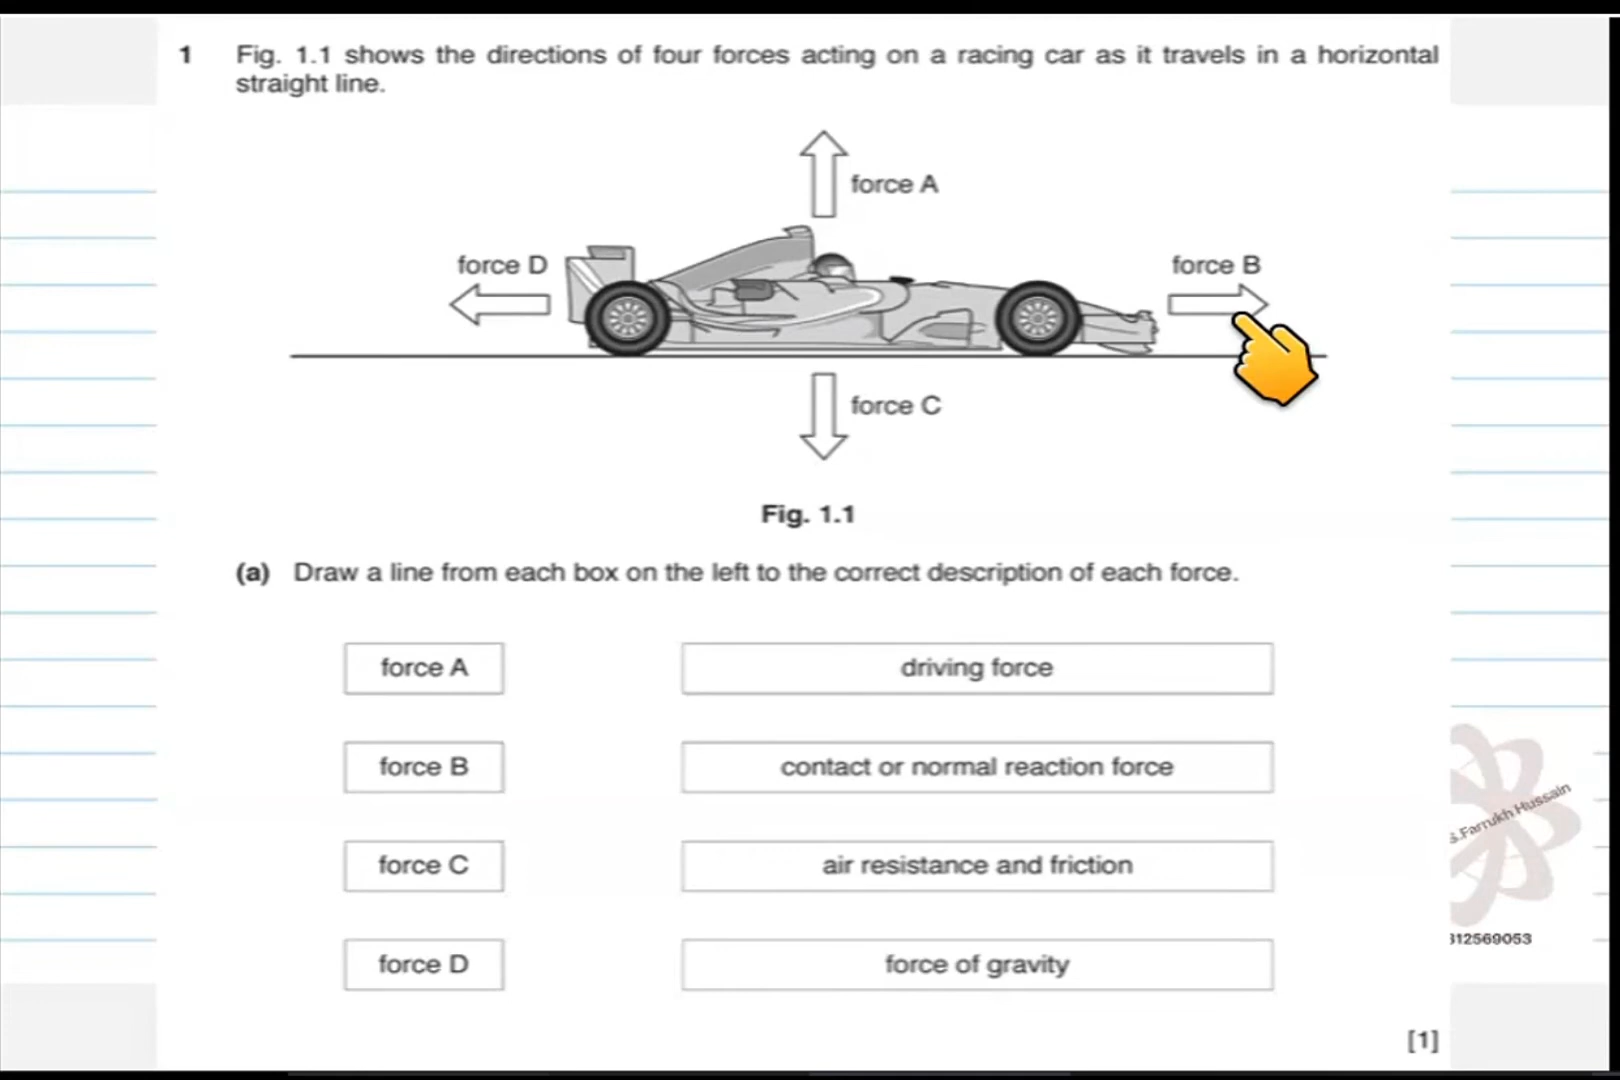 1 Fig. 1.1 shows the directions of four forces acting on a racing car as it travels in a horizontal
straight line.
force A
force D
force B
force C
Fig. 1.1
(a) Draw a line from each box on the left to the correct description of each force.
force A
driving force
force B
contact or normal reaction force
force C
air resistance and friction
S.Farrukh Hussain
force D
force of gravity
312569053
[1]